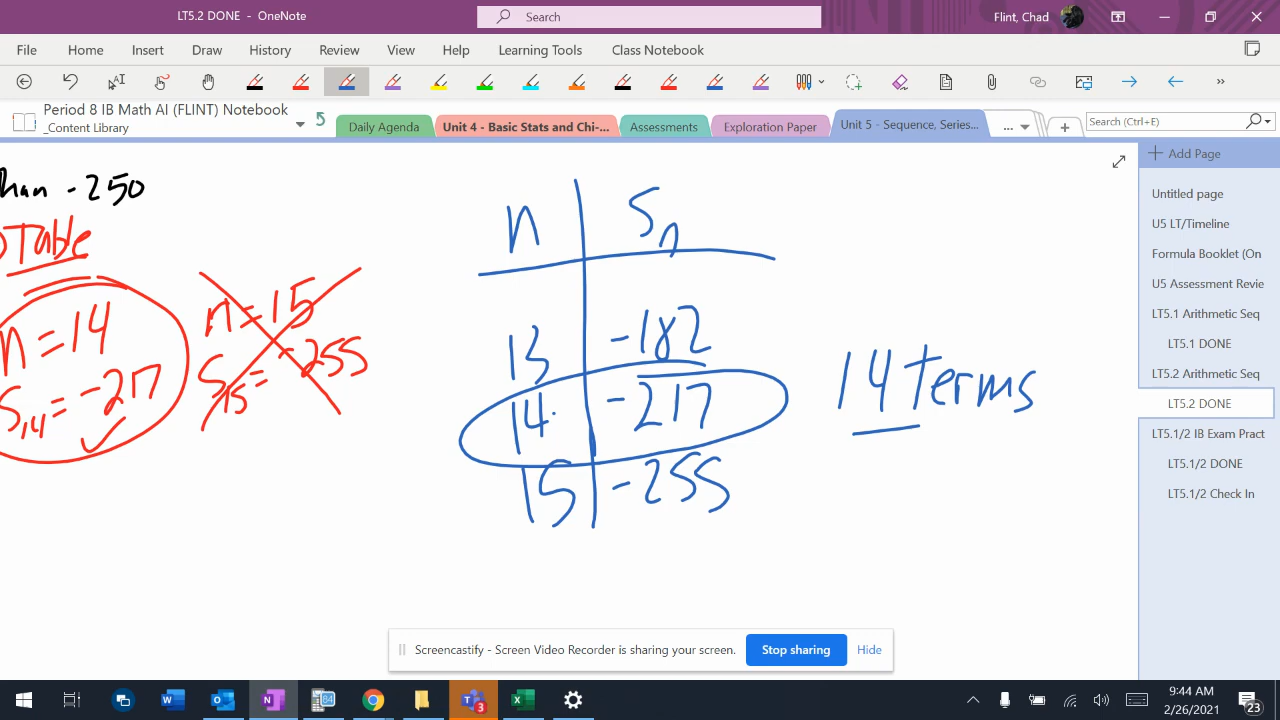 LT5.2 DONE - OneNote
Search
Flint, Chad
File Home Insert Draw History Review View Help Learning Tools Class Notebook
Period 8 IB Math AI (FLINT) Notebook
_Content Library
Daily Agenda
Unit 4 - Basic Stats and Chi-...
Assessments
Exploration Paper
Unit 5 - Sequence, Series...
...
Search (Ctrl+E)
Add Page
Untitled page
U5 LT/Timeline
Formula Booklet (On
U5 Assessment Revie
LT5.1 Arithmetic Seq
LT5.1 DONE
LT5.2 Arithmetic Seq
LT5.2 DONE
LT5.1/2 IB Exam Pract
LT5.1/2 DONE
LT5.1/2 Check In
han -250
Table
n=14
S14=-217
n=15
S15=-255
n Sn
13 -182
14 -217
15 -255
14 terms
Screencastify - Screen Video Recorder is sharing your screen.
Stop sharing
Hide
9:44 AM
2/26/2021
23
84
3